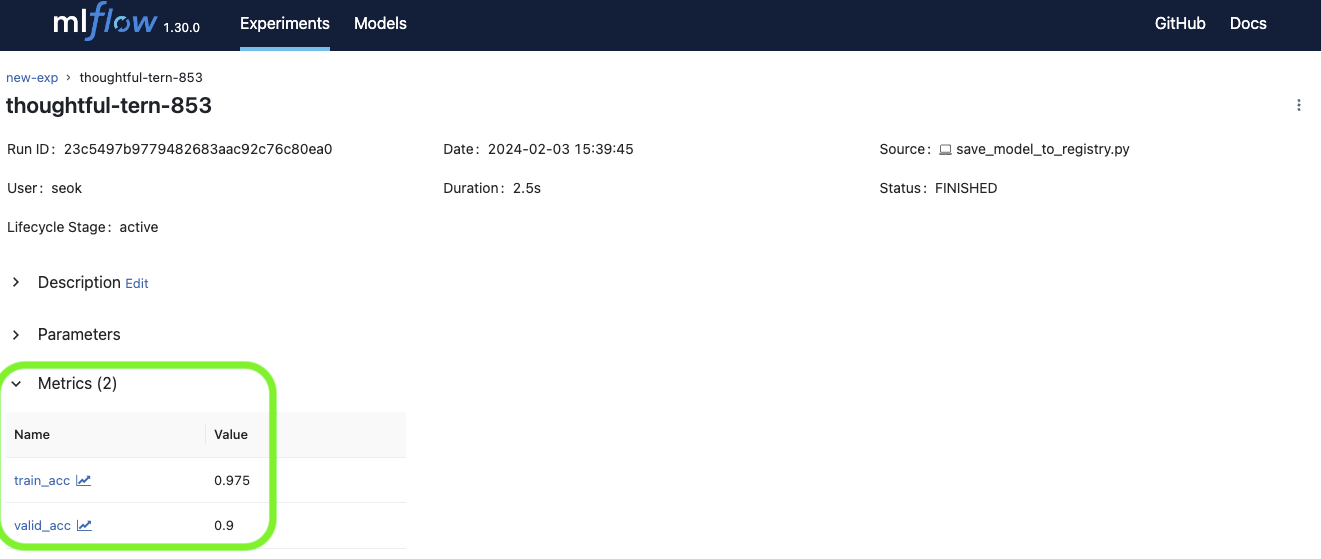 mlflow 1.30.0 Experiments Models GitHub Docs
new-exp › thoughtful-tern-853
thoughtful-tern-853
Run ID: 23c5497b9779482683aac92c76c80ea0 Date: 2024-02-03 15:39:45 Source: save_model_to_registry.py
User: seok Duration: 2.5s Status: FINISHED
Lifecycle Stage: active
Description Edit
Parameters
Metrics (2)
Name Value
train_acc 0.975
valid_acc 0.9